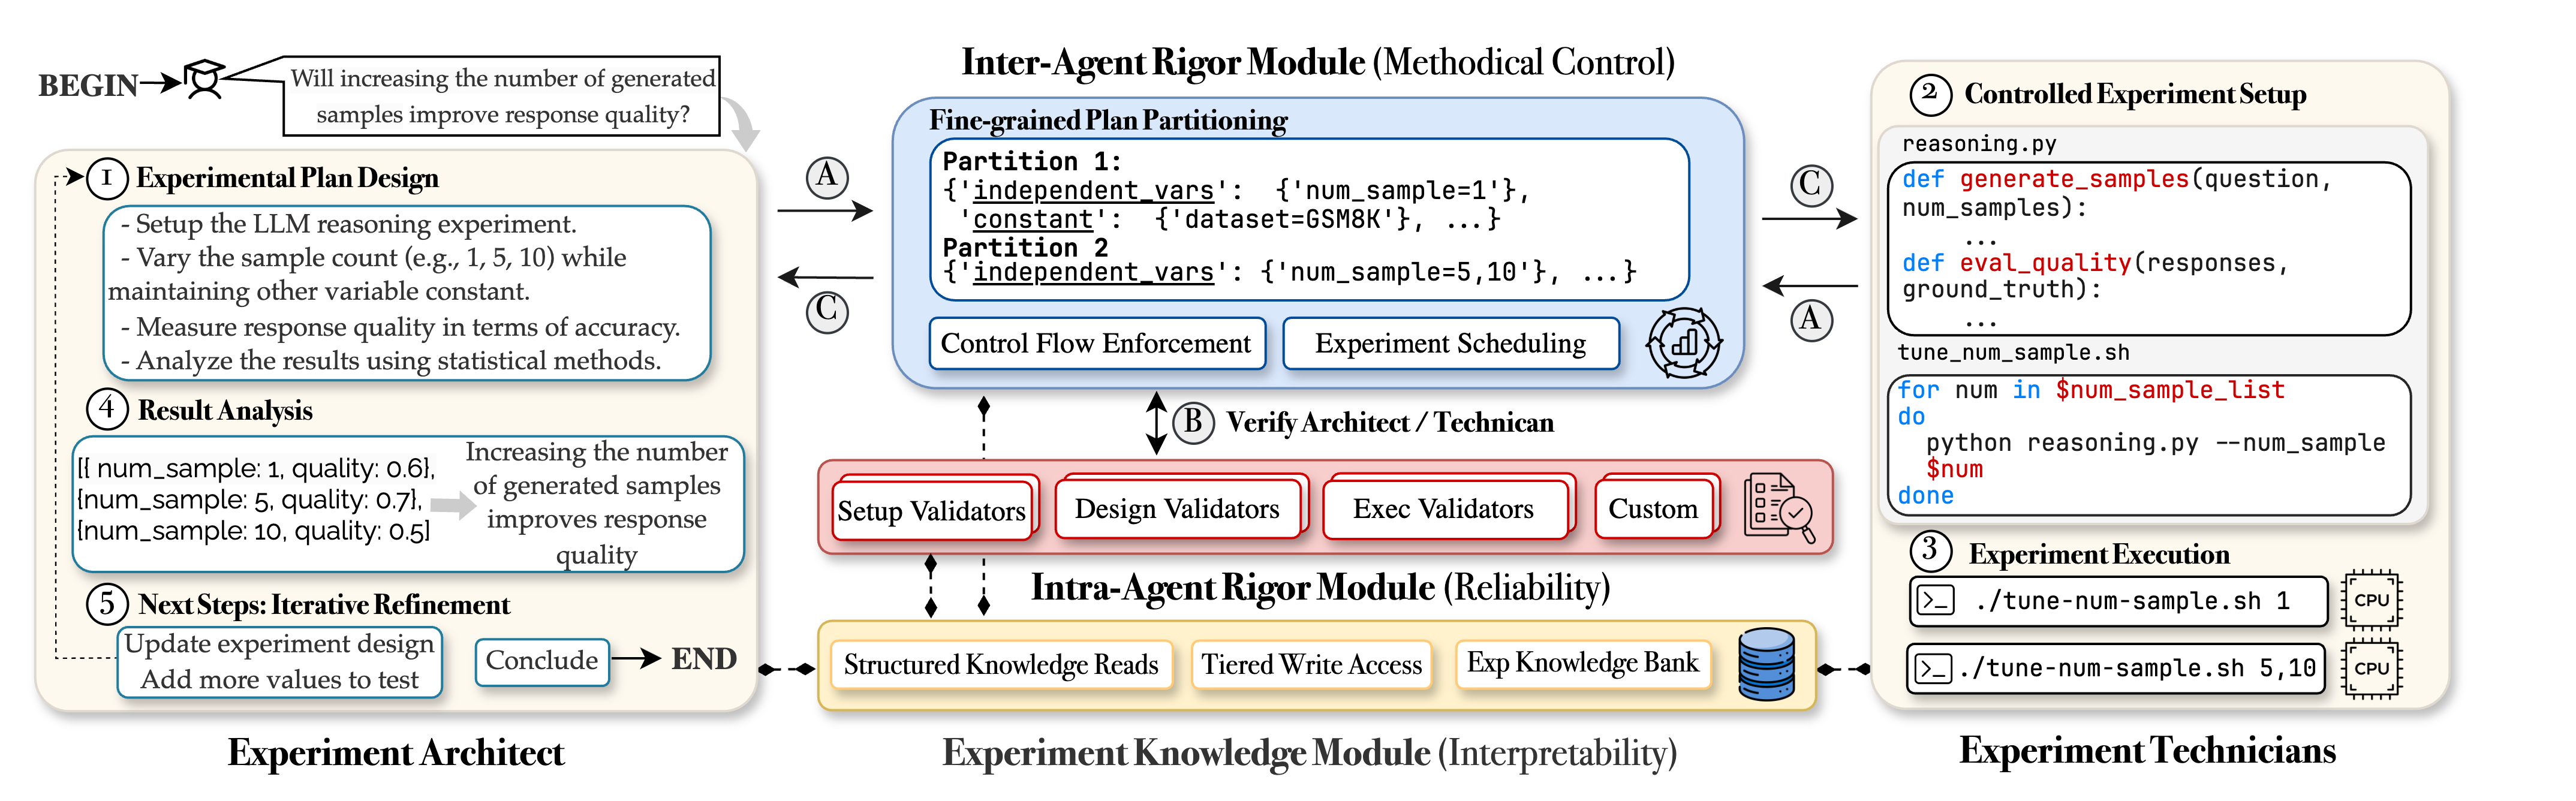 BEGIN
Will increasing the number of generated
samples improve response quality?
1 Experimental Plan Design
- Setup the LLM reasoning experiment.
- Vary the sample count (e.g., 1, 5, 10) while
maintaining other variable constant.
- Measure response quality in terms of accuracy.
- Analyze the results using statistical methods.
4 Result Analysis
[{ num_sample: 1, quality: 0.6},
{num_sample: 5, quality: 0.7},
{num_sample: 10, quality: 0.5]
Increasing the number
of generated samples
improves response
quality
5 Next Steps: Iterative Refinement
Update experiment design
Add more values to test
Conclude
END
Experiment Architect
A
C
Inter-Agent Rigor Module (Methodical Control)
Fine-grained Plan Partitioning
Partition 1:
{'independent_vars': {'num_sample=1'},
'constant': {'dataset=GSM8K'}, ...}
Partition 2
{'independent_vars': {'num_sample=5,10'}, ...}
Control Flow Enforcement
Experiment Scheduling
B Verify Architect / Technican
Setup Validators
Design Validators
Exec Validators
Custom
Intra-Agent Rigor Module (Reliability)
Structured Knowledge Reads
Tiered Write Access
Exp Knowledge Bank
Experiment Knowledge Module (Interpretability)
C
A
2 Controlled Experiment Setup
reasoning.py
def generate_samples(question,
num_samples):
...
def eval_quality(responses,
ground_truth):
...
tune_num_sample.sh
for num in $num_sample_list
do
python reasoning.py --num_sample
$num
done
3 Experiment Execution
>_ ./tune-num-sample.sh 1
CPU
>_ ./tune-num-sample.sh 5,10
CPU
Experiment Technicians